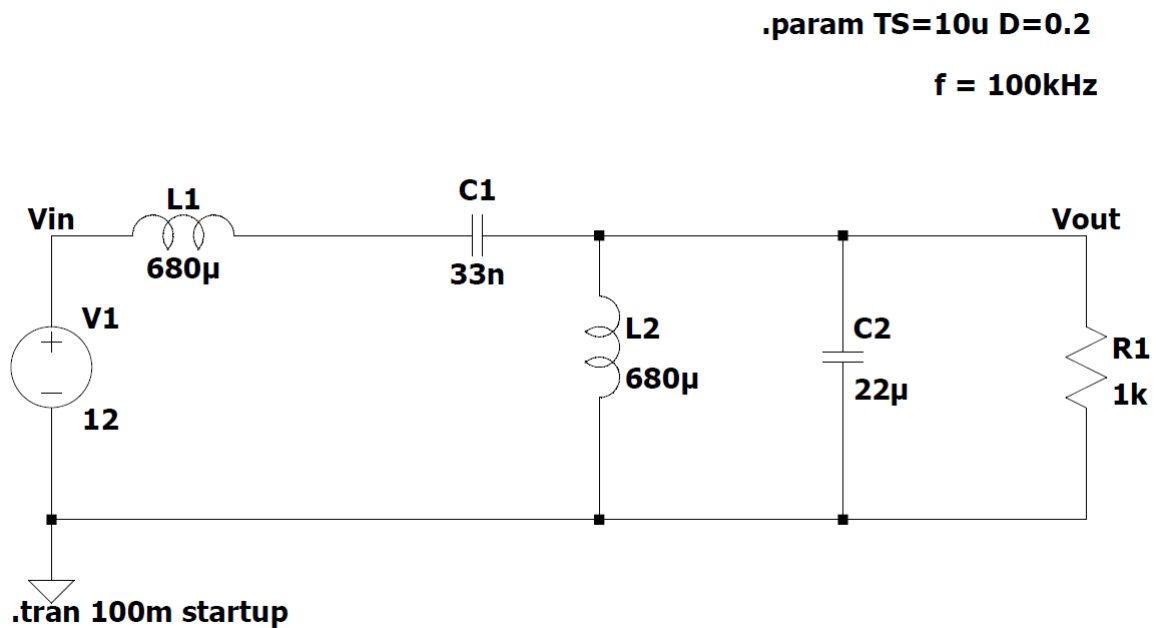 .param TS=10u D=0.2
f = 100kHz
L1
C1
Vin
Vout
680µ
33n
V1
L2
C2
R1
680µ
22µ
1k
12
.tran 100m startup